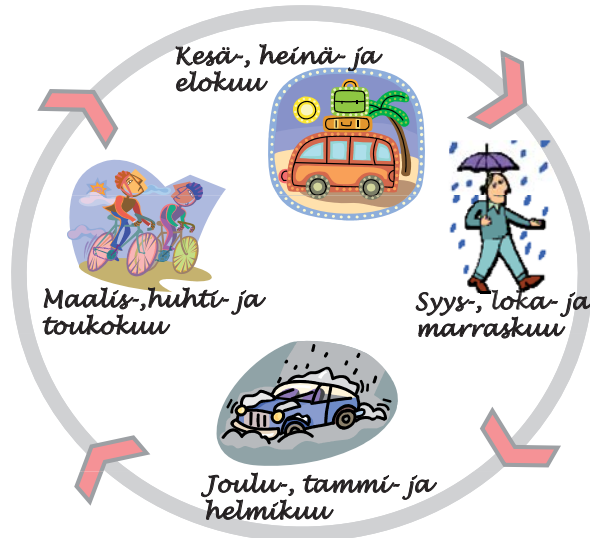 Kesä-, heinä- ja
elokuu
Maalis-,huhti- ja
toukokuu
Syys-, loka- ja
marraskuu
Joulu-, tammi- ja
helmikuu